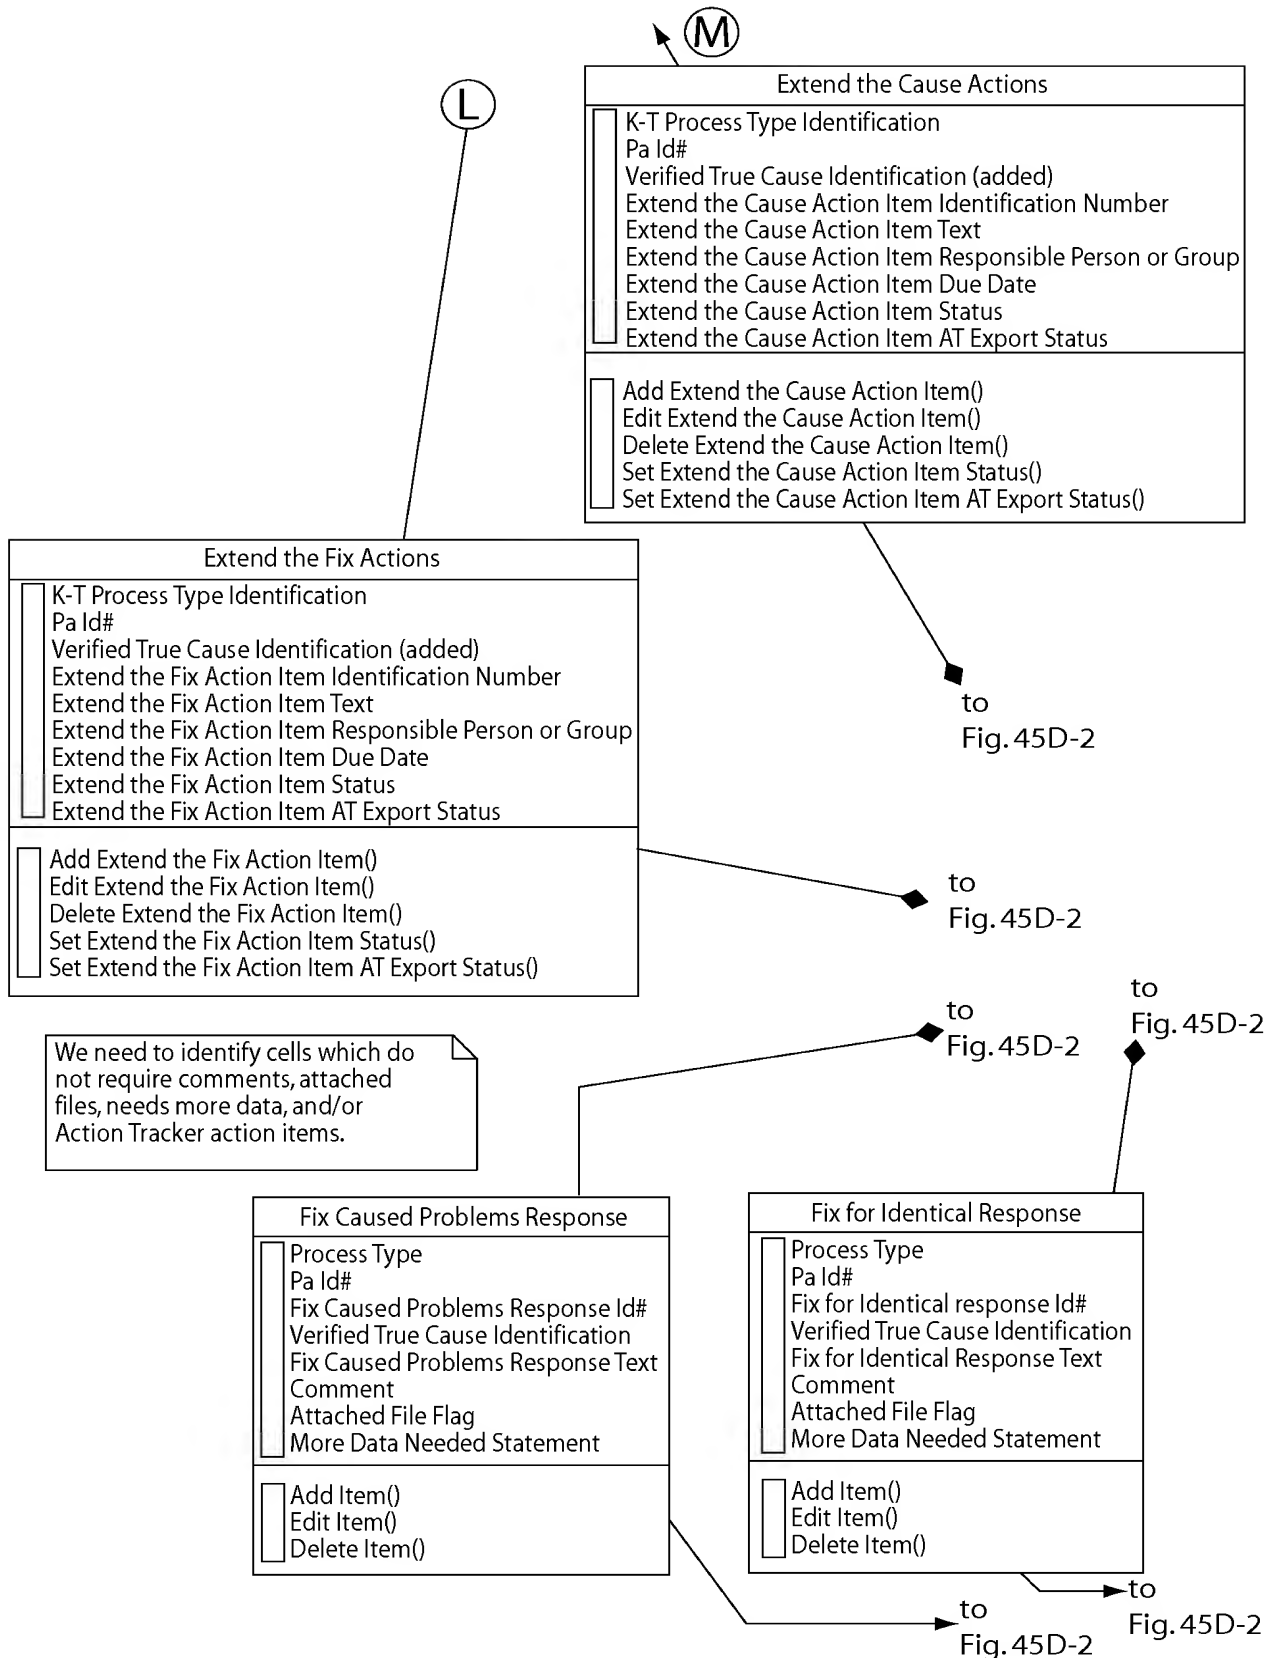 M
L
Extend the Cause Actions
K-T Process Type Identification
Pa Id#
Verified True Cause Identification (added)
Extend the Cause Action Item Identification Number
Extend the Cause Action Item Text
Extend the Cause Action Item Responsible Person or Group
Extend the Cause Action Item Due Date
Extend the Cause Action Item Status
Extend the Cause Action Item AT Export Status
Add Extend the Cause Action Item()
Edit Extend the Cause Action Item()
Delete Extend the Cause Action Item()
Set Extend the Cause Action Item Status()
Set Extend the Cause Action Item AT Export Status()
to
Fig. 45D-2
Extend the Fix Actions
K-T Process Type Identification
Pa Id#
Verified True Cause Identification (added)
Extend the Fix Action Item Identification Number
Extend the Fix Action Item Text
Extend the Fix Action Item Responsible Person or Group
Extend the Fix Action Item Due Date
Extend the Fix Action Item Status
Extend the Fix Action Item AT Export Status
Add Extend the Fix Action Item()
Edit Extend the Fix Action Item()
Delete Extend the Fix Action Item()
Set Extend the Fix Action Item Status()
Set Extend the Fix Action Item AT Export Status()
to
Fig. 45D-2
to
Fig. 45D-2
to
Fig. 45D-2
We need to identify cells which do
not require comments, attached
files, needs more data, and/or
Action Tracker action items.
Fix Caused Problems Response
Process Type
Pa Id#
Fix Caused Problems Response Id#
Verified True Cause Identification
Fix Caused Problems Response Text
Comment
Attached File Flag
More Data Needed Statement
Add Item()
Edit Item()
Delete Item()
to
Fig. 45D-2
Fix for Identical Response
Process Type
Pa Id#
Fix for Identical response Id#
Verified True Cause Identification
Fix for Identical Response Text
Comment
Attached File Flag
More Data Needed Statement
Add Item()
Edit Item()
Delete Item()
to
Fig. 45D-2